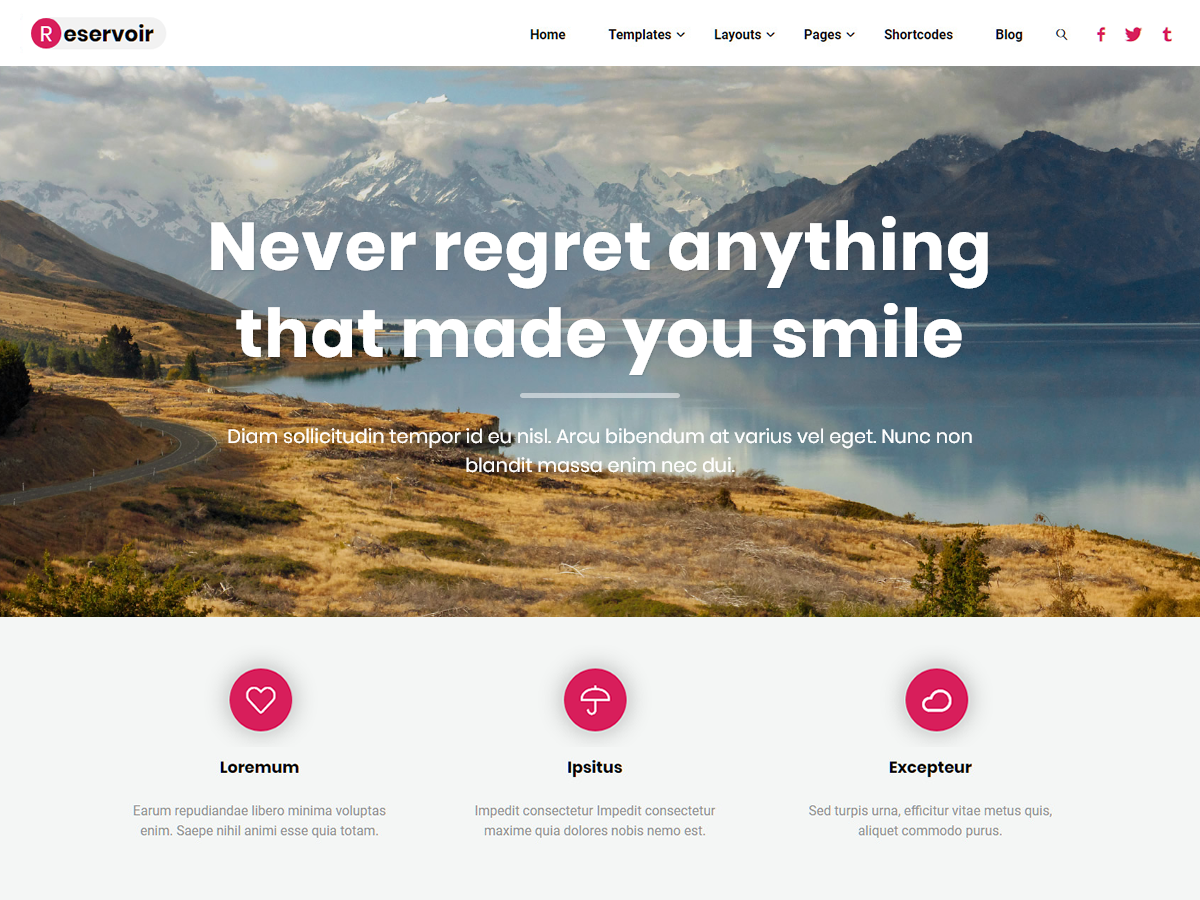 Reservoir
Home Templates Layouts Pages Shortcodes Blog
Never regret anything
that made you smile
Diam sollicitudin tempor id eu nisl. Arcu bibendum at varius vel eget. Nunc non
blandit massa enim nec dui.
Loremum
Earum repudiandae libero minima voluptas
enim. Saepe nihil animi esse quia totam.
Ipsitus
Impedit consectetur Impedit consectetur
maxime quia dolores nobis nemo est.
Excepteur
Sed turpis urna, efficitur vitae metus quis,
aliquet commodo purus.